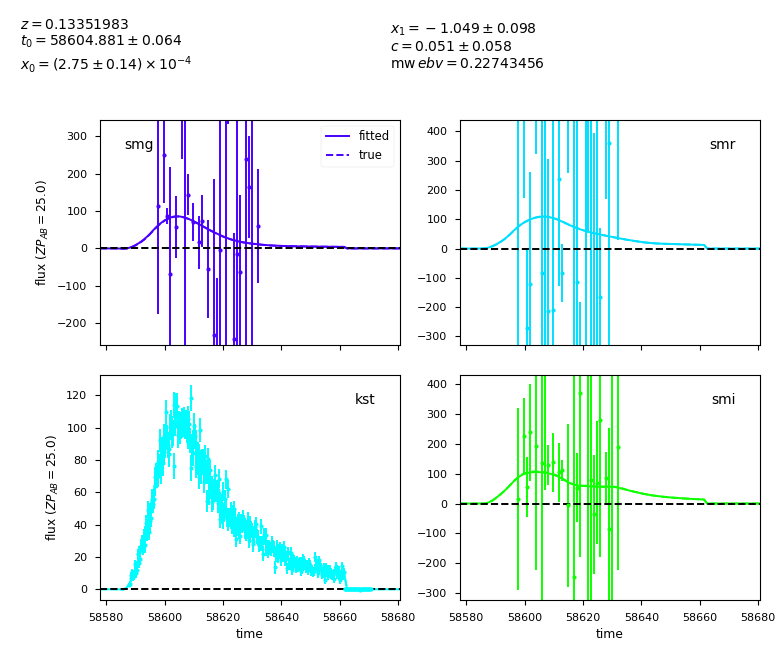 z = 0.13351983
t₀ = 58604.881 ± 0.064
x₀ = (2.75 ± 0.14) × 10⁻⁴
x₁ = −1.049 ± 0.098
c = 0.051 ± 0.058
mw ebv = 0.22743456
smg
fitted
true
300
200
100
0
−100
−200
flux (ZP_AB = 25.0)
smr
400
300
200
100
0
−100
−200
−300
kst
120
100
80
60
40
20
0
flux (ZP_AB = 25.0)
58580 58600 58620 58640 58660 58680
time
smi
400
300
200
100
0
−100
−200
−300
58580 58600 58620 58640 58660 58680
time